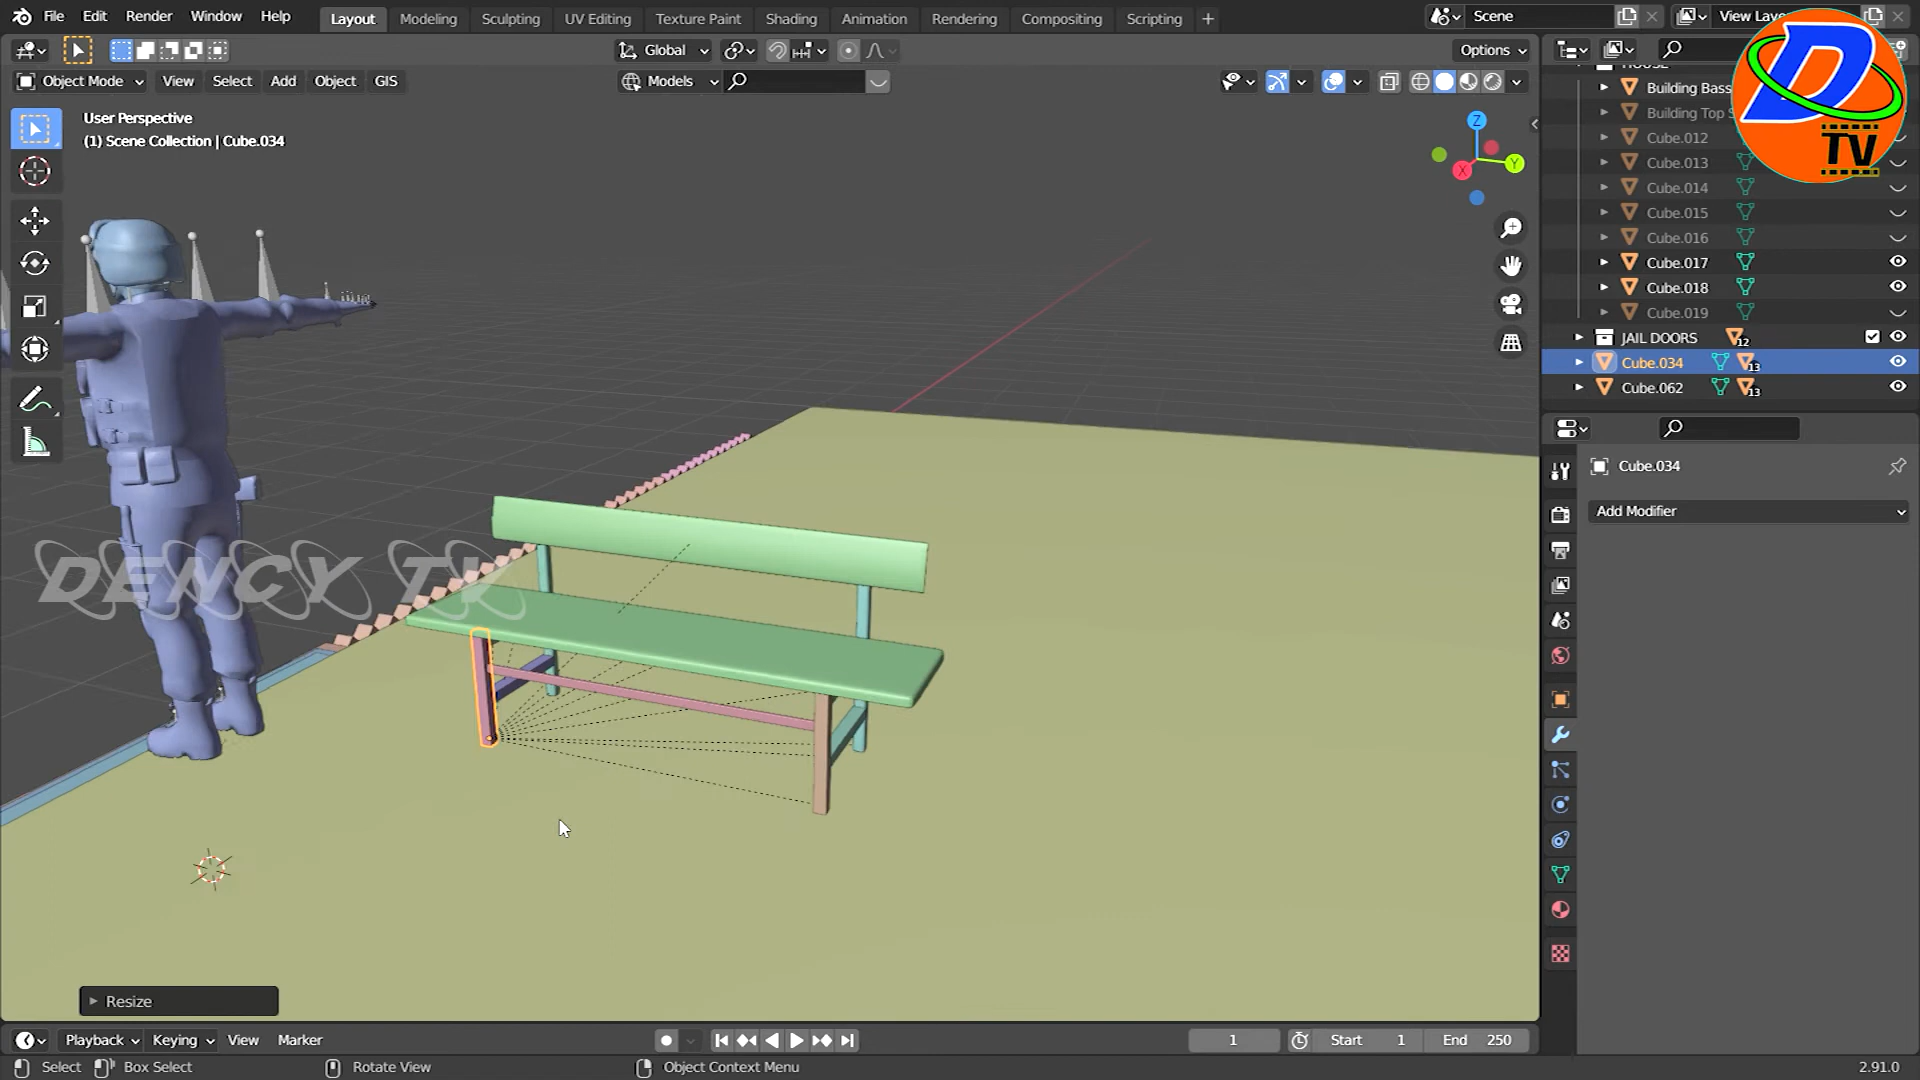 File Edit Render Window Help Layout Modeling Sculpting UV Editing Texture Paint Shading Animation Rendering Compositing Scripting + Scene
Global Options
Object Mode View Select Add Object GIS Models
User Perspective
(1) Scene Collection | Cube.034
Z
Y
X
D
TV
Cube.012
Cube.013
Cube.014
Cube.015
Cube.016
Cube.017
Cube.018
Cube.019
JAIL DOORS 12
Cube.034 13
Cube.062 13
Cube.034
Add Modifier
DENCY TV
Resize
Playback Keying View Marker 1 Start 1 End 250
Select Box Select Rotate View Object Context Menu 2.91.0